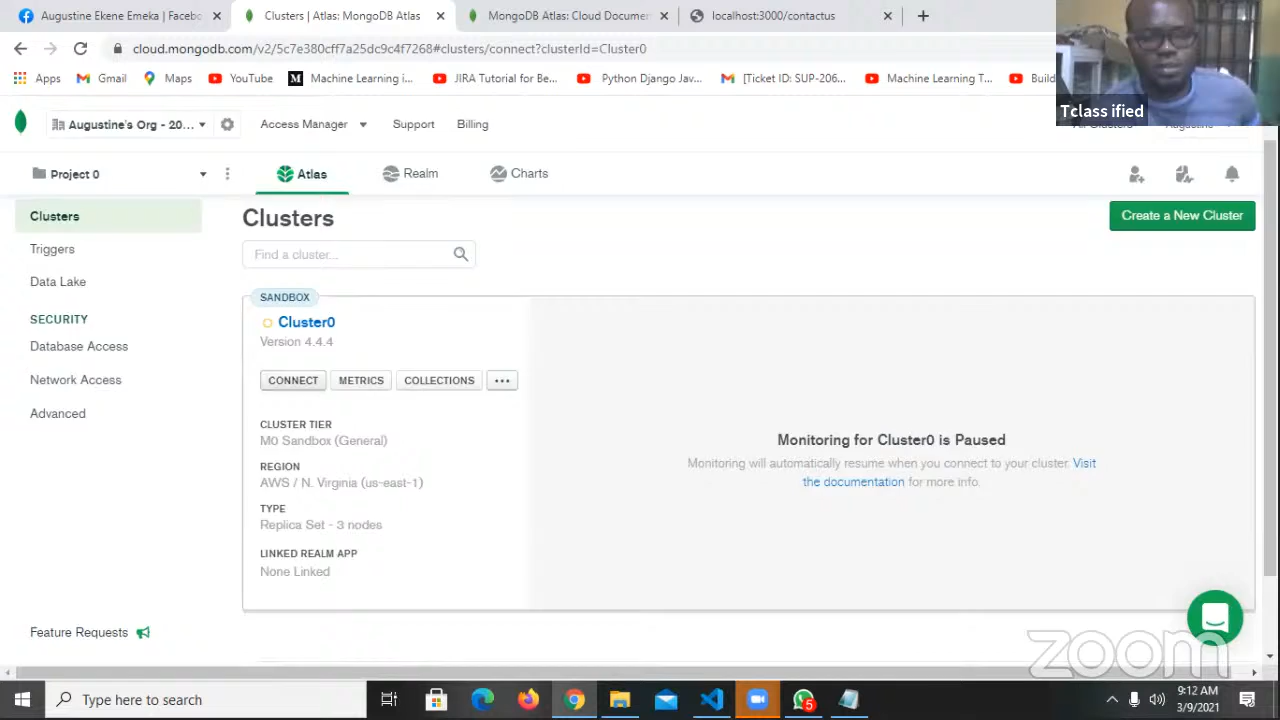 Augustine Ekene Emeka | Facebo
Clusters | Atlas: MongoDB Atlas
MongoDB Atlas: Cloud Documen
localhost:3000/contactus
cloud.mongodb.com/v2/5c7e380cff7a25dc9c4f7268#clusters/connect?clusterId=Cluster0
Apps
Gmail
Maps
YouTube
Machine Learning i...
JIRA Tutorial for Be...
Python Django Jav...
[Ticket ID: SUP-206...
Machine Learning T...
Build
Tclass ified
Augustine's Org - 20...
Access Manager
Support
Billing
All Clusters
Augustine
Project 0
Atlas
Realm
Charts
Clusters
Triggers
Data Lake
SECURITY
Database Access
Network Access
Advanced
Feature Requests
Clusters
Create a New Cluster
Find a cluster...
SANDBOX
Cluster0
Version 4.4.4
CONNECT
METRICS
COLLECTIONS
CLUSTER TIER
M0 Sandbox (General)
REGION
AWS / N. Virginia (us-east-1)
TYPE
Replica Set - 3 nodes
LINKED REALM APP
None Linked
Monitoring for Cluster0 is Paused
Monitoring will automatically resume when you connect to your cluster. Visit
the documentation for more info.
zoom
Type here to search
5
9:12 AM
3/9/2021